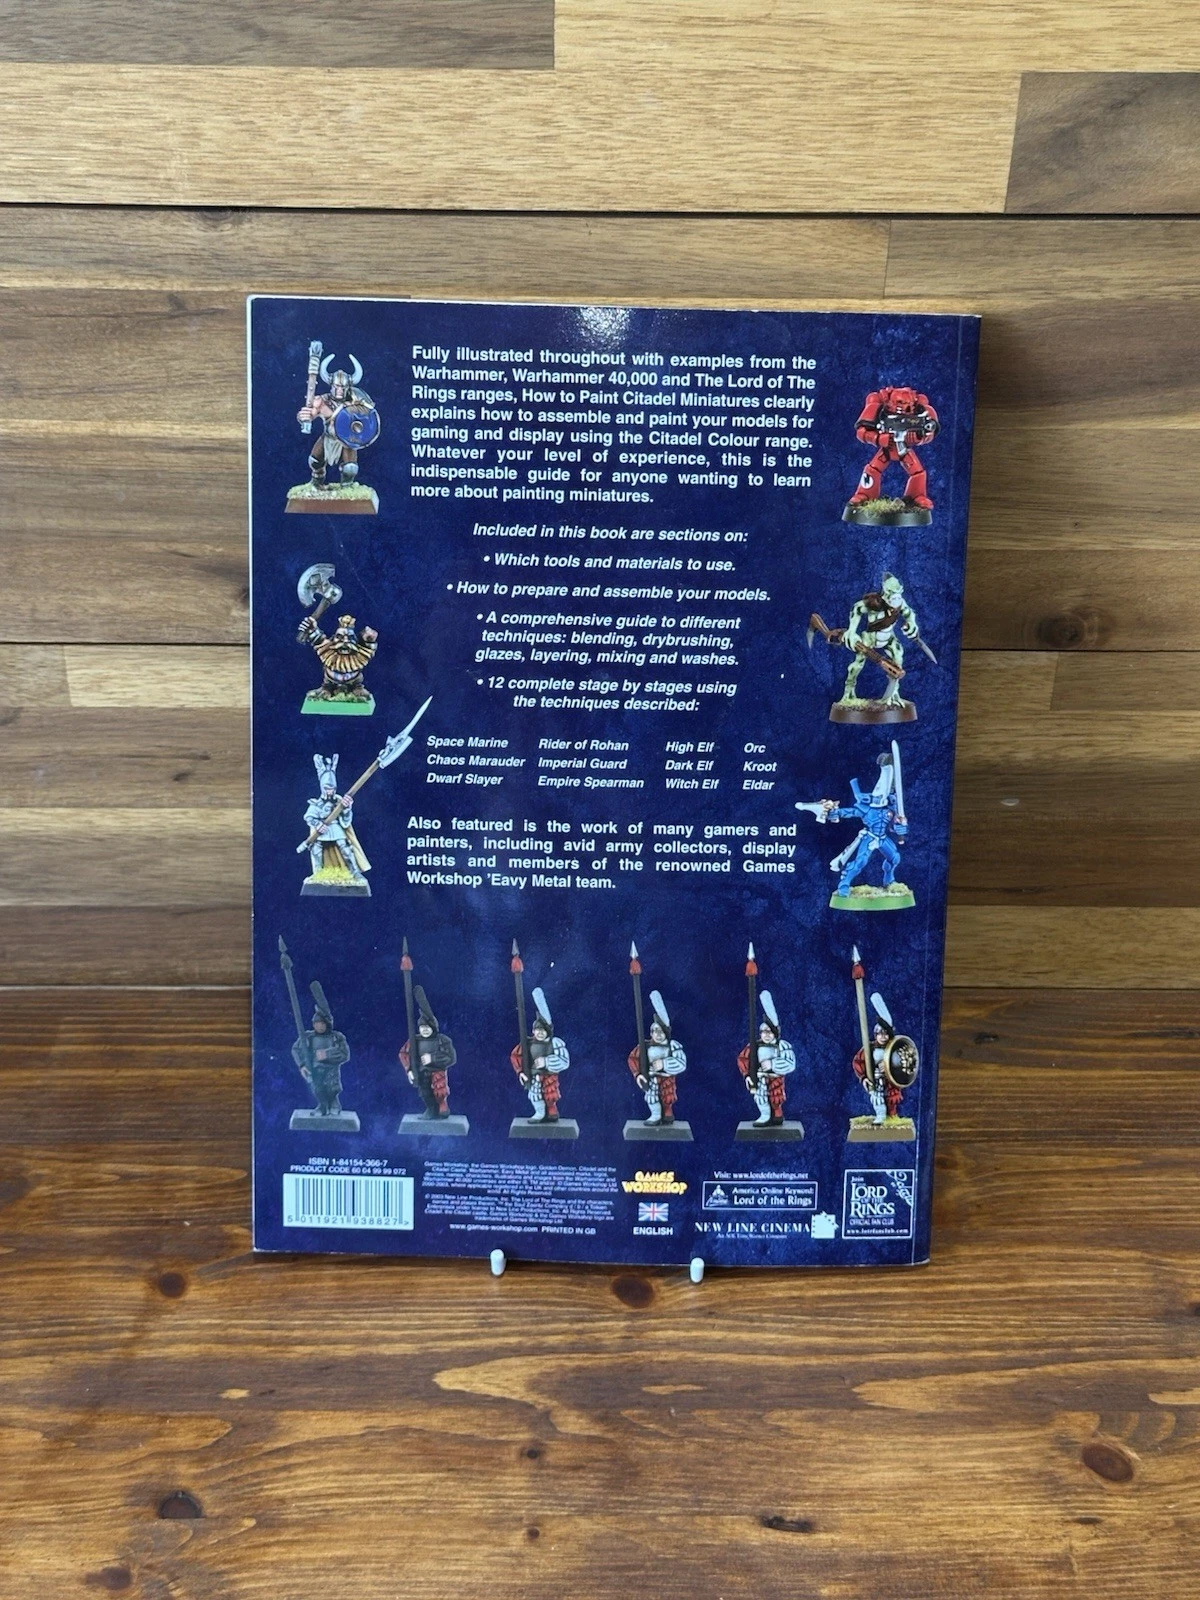 Fully illustrated throughout with examples from the
Warhammer, Warhammer 40,000 and The Lord of The
Rings ranges, How to Paint Citadel Miniatures clearly
explains how to assemble and paint your models for
gaming and display using the Citadel Colour range.
Whatever your level of experience, this is the
indispensable guide for anyone wanting to learn
more about painting miniatures.
Included in this book are sections on:
• Which tools and materials to use.
• How to prepare and assemble your models.
• A comprehensive guide to different
techniques: blending, drybrushing,
glazes, layering, mixing and washes.
• 12 complete stage by stages using
the techniques described:
Space Marine Rider of Rohan High Elf Orc
Chaos Marauder Imperial Guard Dark Elf Kroot
Dwarf Slayer Empire Spearman Witch Elf Eldar
Also featured is the work of many gamers and
painters, including avid army collectors, display
artists and members of the renowned Games
Workshop 'Eavy Metal team.
ISBN 1-84154-366-7
PRODUCT CODE 60 04 99 99 072
5 011921 938827 >
www.games-workshop.com PRINTED IN GB
GAMES
WORKSHOP
ENGLISH
Visit: www.lordoftherings.net
America Online Keyword:
Lord of the Rings
NEW LINE CINEMA
Join
THE LORD
OF THE
RINGS
OFFICIAL FAN CLUB
www.lotrfanclub.com